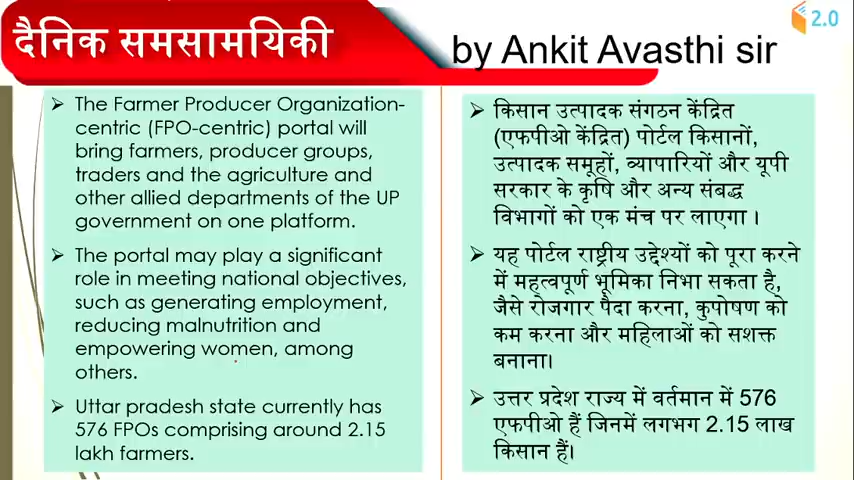 दैनिक समसामयिकी
by Ankit Avasthi sir
2.0
➢ The Farmer Producer Organization-
centric (FPO-centric) portal will
bring farmers, producer groups,
traders and the agriculture and
other allied departments of the UP
government on one platform.
➢ The portal may play a significant
role in meeting national objectives,
such as generating employment,
reducing malnutrition and
empowering women, among
others.
➢ Uttar pradesh state currently has
576 FPOs comprising around 2.15
lakh farmers.
➢ किसान उत्पादक संगठन केंद्रित
(एफपीओ केंद्रित) पोर्टल किसानों,
उत्पादक समूहों, व्यापारियों और यूपी
सरकार के कृषि और अन्य संबद्ध
विभागों को एक मंच पर लाएगा ।
➢ यह पोर्टल राष्ट्रीय उद्देश्यों को पूरा करने
में महत्वपूर्ण भूमिका निभा सकता है,
जैसे रोजगार पैदा करना, कुपोषण को
कम करना और महिलाओं को सशक्त
बनाना।
➢ उत्तर प्रदेश राज्य में वर्तमान में 576
एफपीओ हैं जिनमें लगभग 2.15 लाख
किसान हैं।